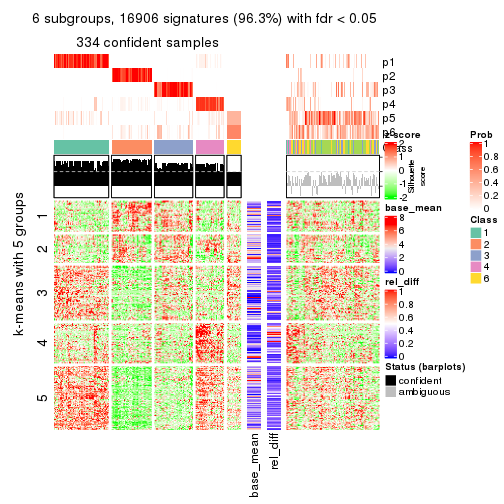 6 subgroups, 16906 signatures (96.3%) with fdr < 0.05
334 confident samples
p1
p2
p3
p4
p5
p6
Class
z-score
2
1
0
-1
-2
Silhouette
score
Prob
1
0.8
0.6
0.4
0.2
0
Class
1
2
3
4
6
base_mean
8
6
4
2
0
rel_diff
1
0.8
0.6
0.4
0.2
0
Status (barplots)
confident
ambiguous
k-means with 5 groups
1
2
3
4
5
base_mean
rel_diff